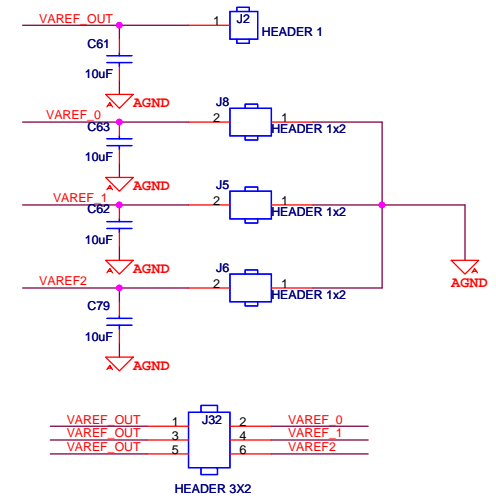 VAREF_OUT
1
J2
HEADER 1
C61
10uF
A AGND
VAREF_0
2
J8
1
HEADER 1x2
C63
10uF
A AGND
VAREF_1
2
J5
1
HEADER 1x2
C62
10uF
A AGND
A
AGND
VAREF2
2
J6
1
HEADER 1x2
C79
10uF
A AGND
VAREF_OUT 1 J32 2 VAREF_0
VAREF_OUT 3 4 VAREF_1
VAREF_OUT 5 6 VAREF2
HEADER 3X2